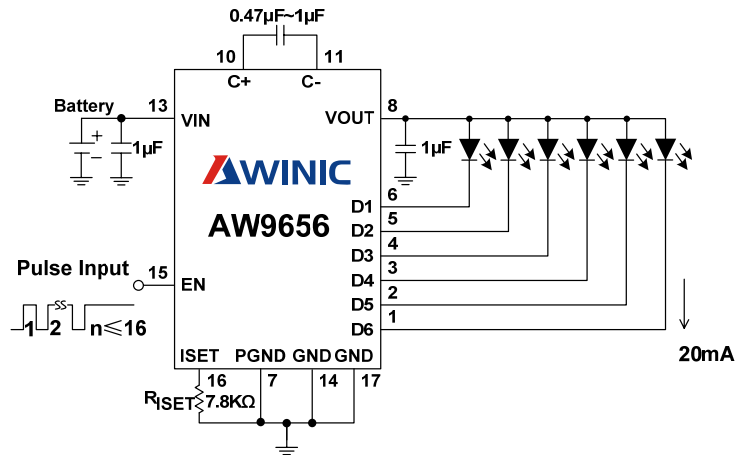 0.47µF~1µF
10
11
C+
C-
Battery
13
VIN
VOUT
8
+
−
1µF
1µF
AWINIC
AW9656
D1
6
D2
5
D3
4
D4
3
D5
2
D6
1
Pulse Input
15
EN
1 2 n≤16
20mA
ISET
PGND
GND
GND
16
7
14
17
RISET
7.8KΩ